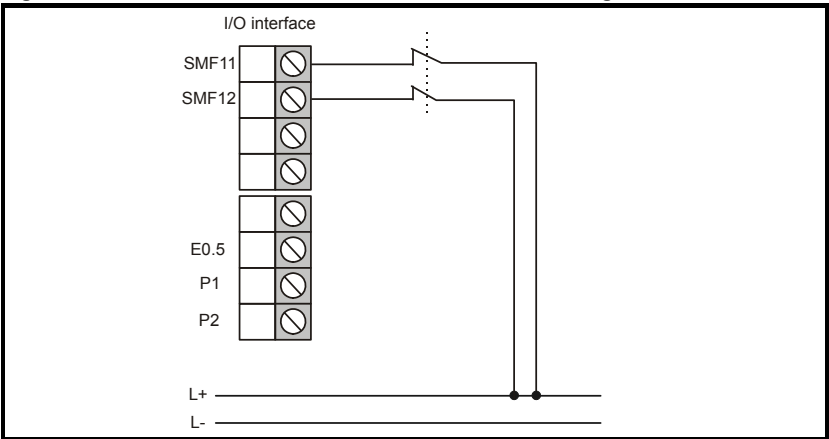 I/O interface
SMF11
SMF12
E0.5
P1
P2
L+
L-